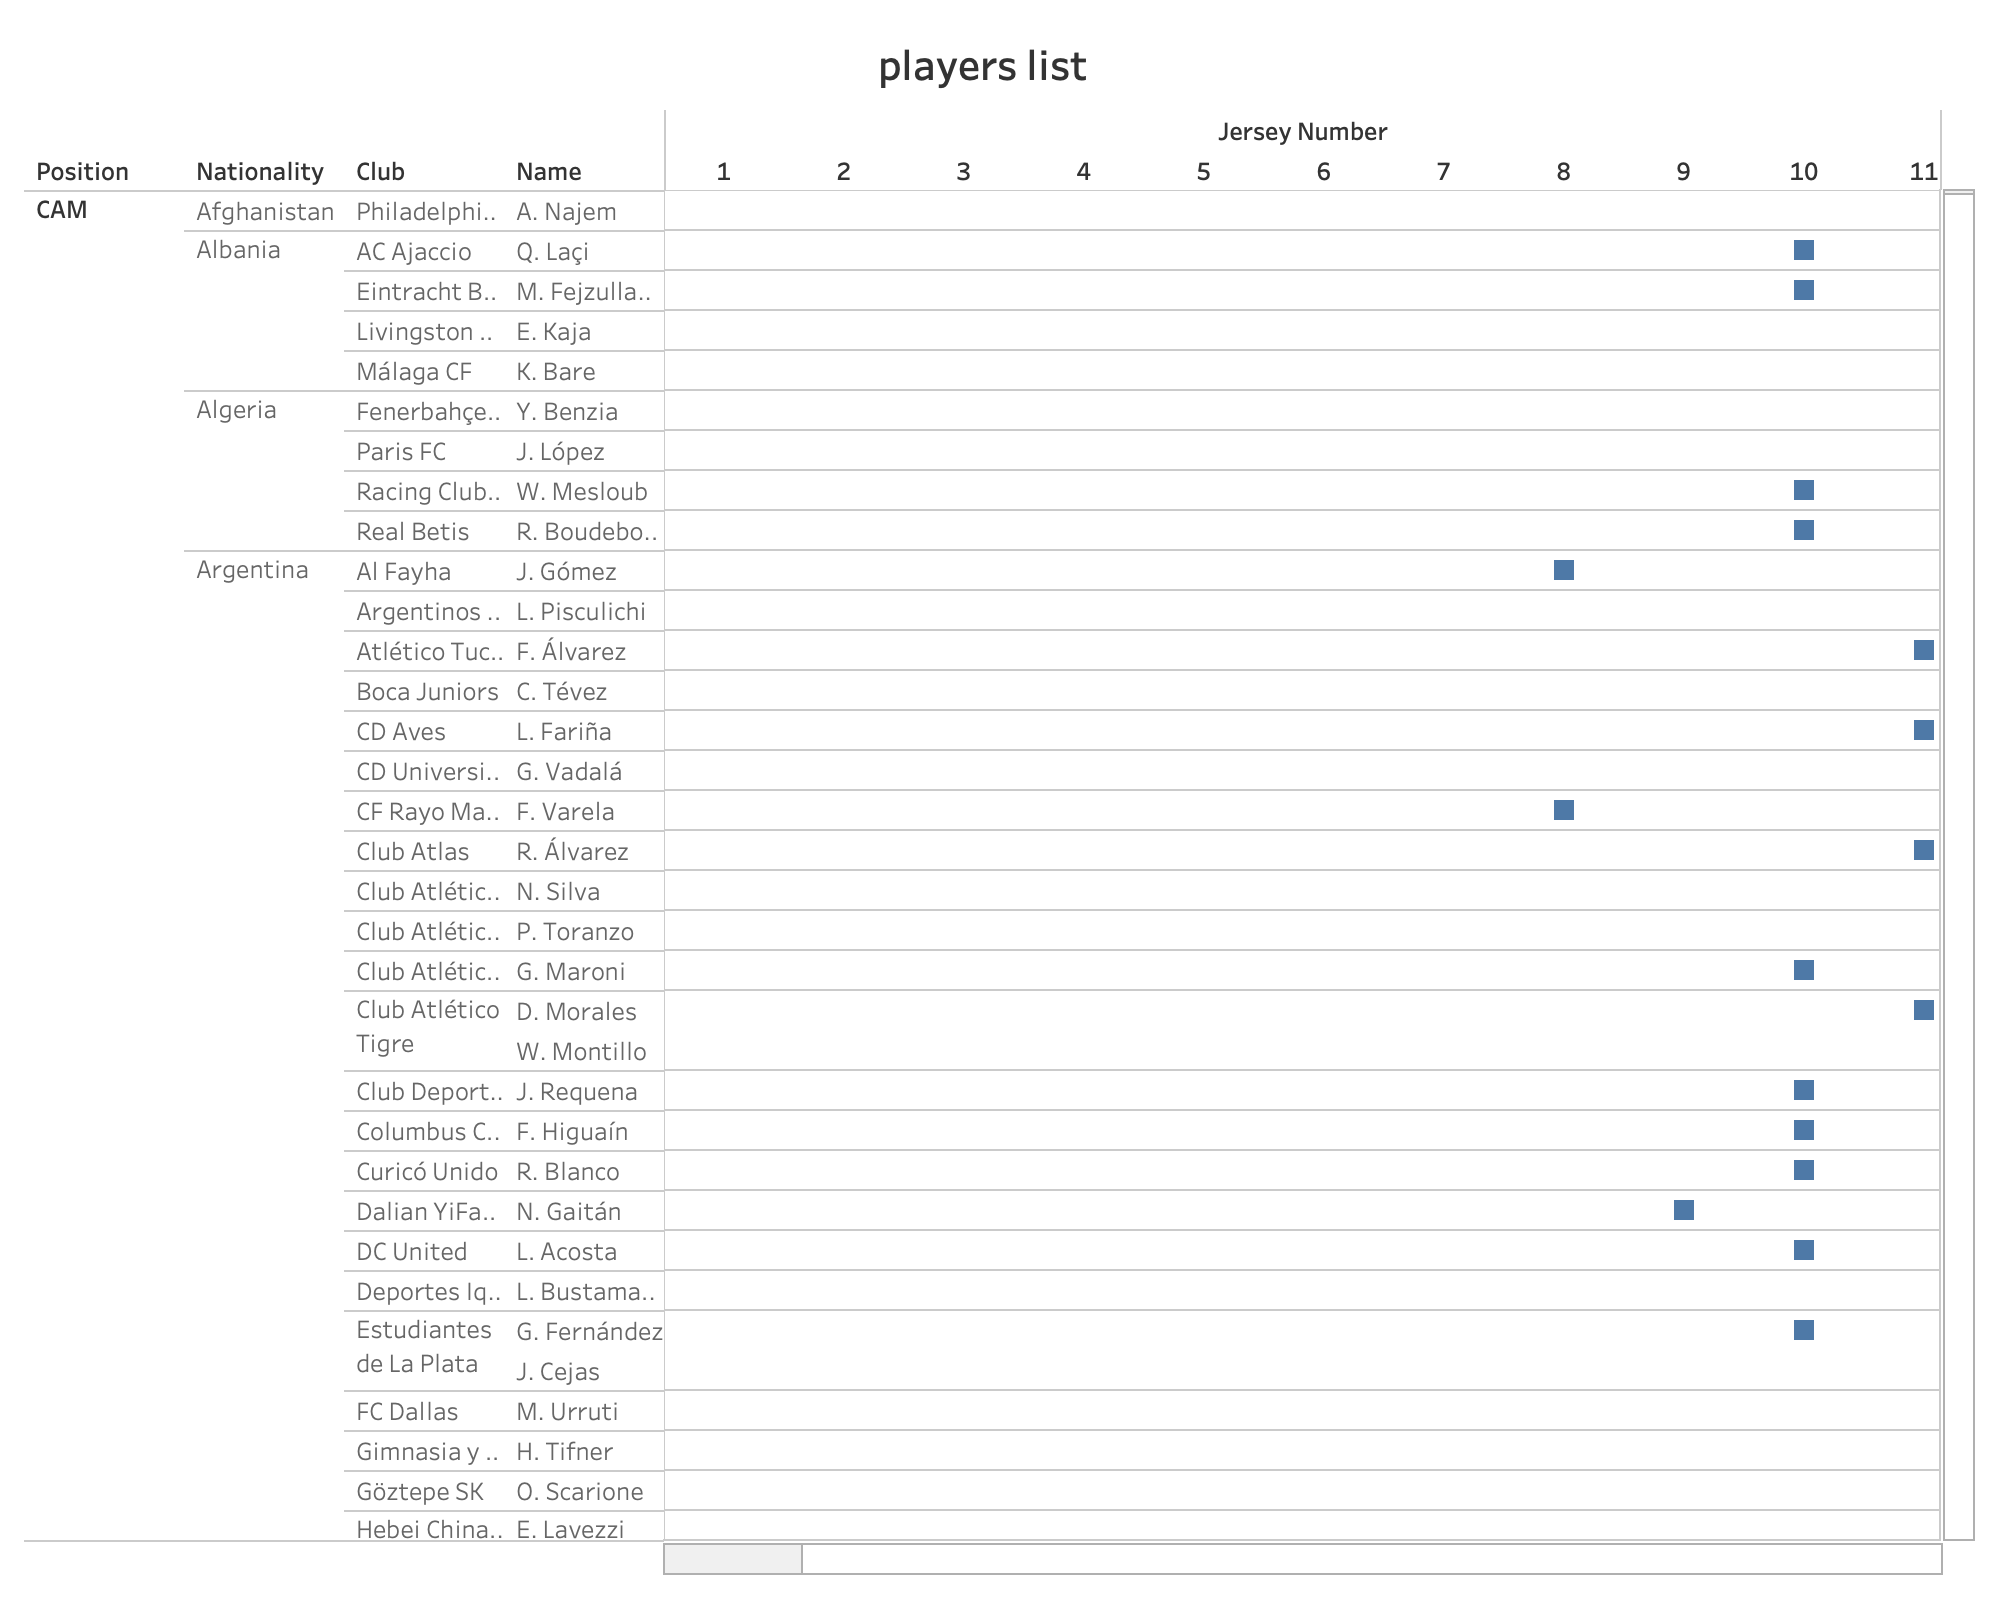 players list
Jersey Number
Position Nationality Club Name 1 2 3 4 5 6 7 8 9 10 11
CAM Afghanistan Philadelphi.. A. Najem
Albania AC Ajaccio Q. Laçi
Eintracht B.. M. Fejzulla..
Livingston .. E. Kaja
Málaga CF K. Bare
Algeria Fenerbahçe.. Y. Benzia
Paris FC J. López
Racing Club.. W. Mesloub
Real Betis R. Boudebo..
Argentina Al Fayha J. Gómez
Argentinos .. L. Pisculichi
Atlético Tuc.. F. Álvarez
Boca Juniors C. Tévez
CD Aves L. Fariña
CD Universi.. G. Vadalá
CF Rayo Ma.. F. Varela
Club Atlas R. Álvarez
Club Atlétic.. N. Silva
Club Atlétic.. P. Toranzo
Club Atlétic.. G. Maroni
Club Atlético D. Morales
Tigre W. Montillo
Club Deport.. J. Requena
Columbus C.. F. Higuaín
Curicó Unido R. Blanco
Dalian YiFa.. N. Gaitán
DC United L. Acosta
Deportes Iq.. L. Bustama..
Estudiantes G. Fernández
de La Plata J. Cejas
FC Dallas M. Urruti
Gimnasia y .. H. Tifner
Göztepe SK O. Scarione
Hebei China.. E. Lavezzi